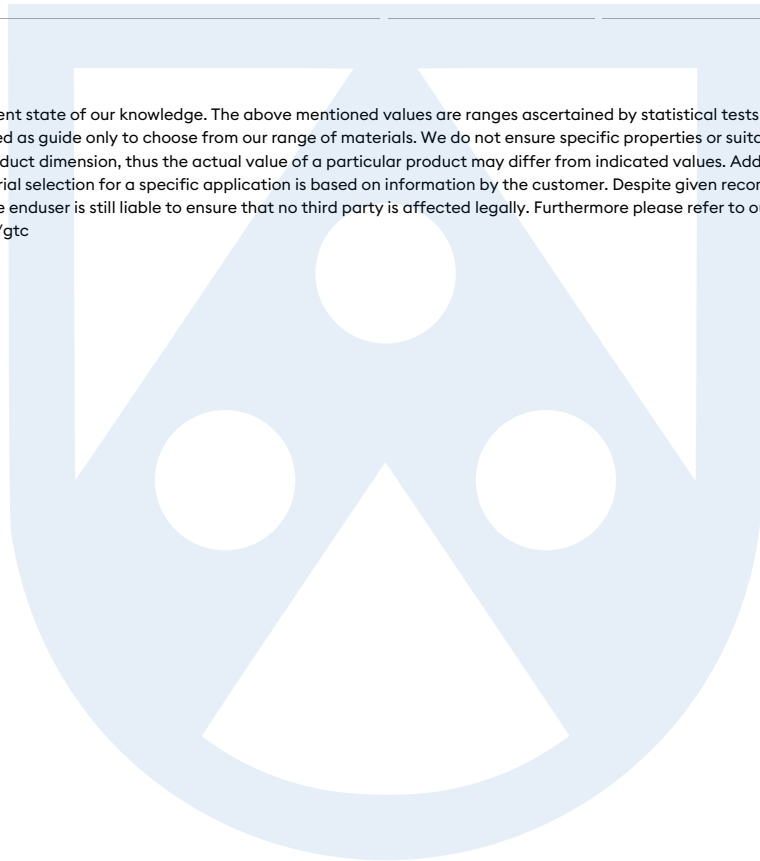 ent state of our knowledge. The above mentioned values are ranges ascertained by statistical tests
ed as guide only to choose from our range of materials. We do not ensure specific properties or suita
duct dimension, thus the actual value of a particular product may differ from indicated values. Add
rial selection for a specific application is based on information by the customer. Despite given recom
e enduser is still liable to ensure that no third party is affected legally. Furthermore please refer to ou
/gtc